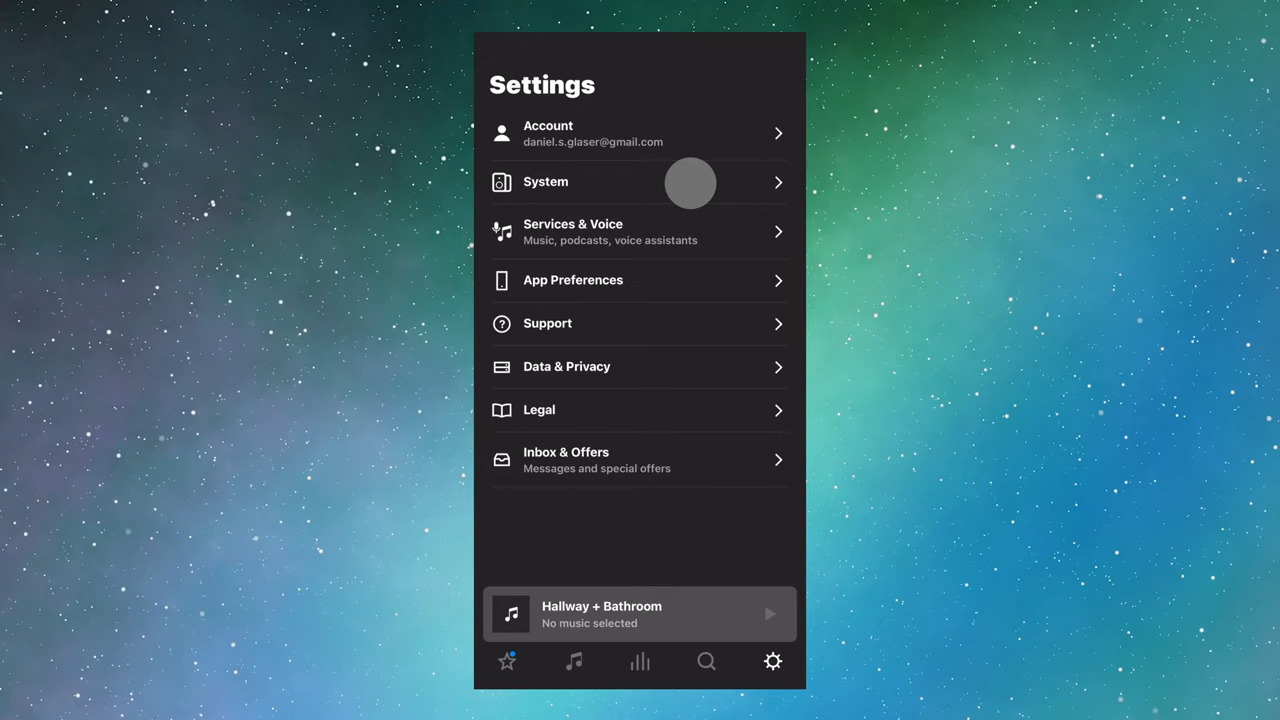 Settings
Account
daniel.s.glaser@gmail.com
System
Services & Voice
Music, podcasts, voice assistants
App Preferences
Support
Data & Privacy
Legal
Inbox & Offers
Messages and special offers
Hallway + Bathroom
No music selected